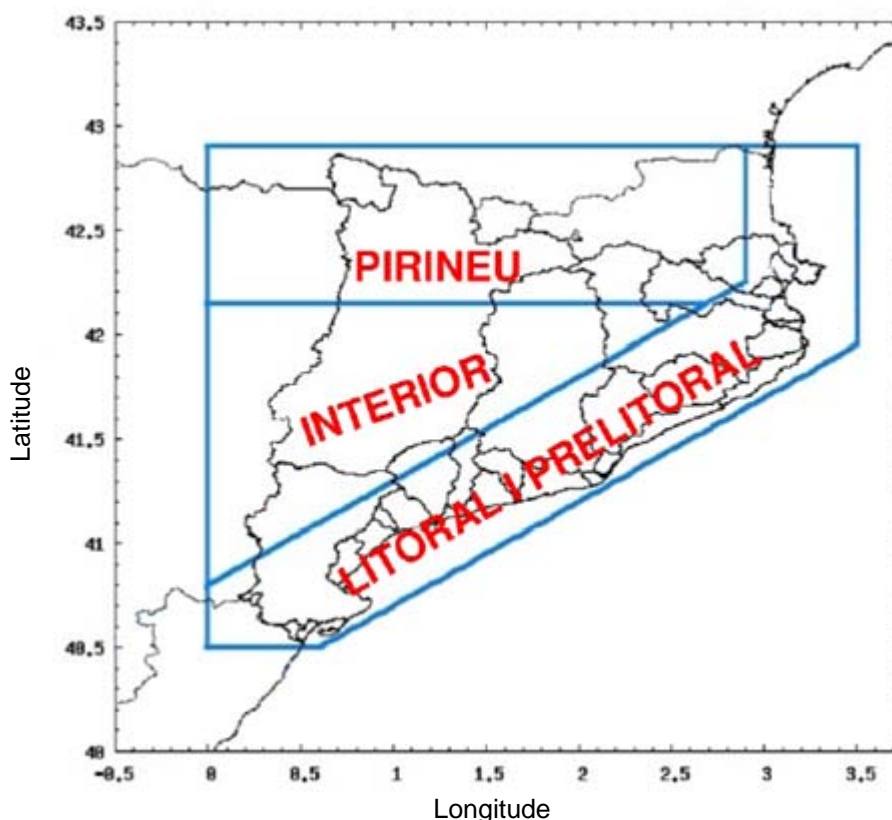 43.5
43
42.5
42
41.5
41
40.5
40
Latitude
PIRINEU
INTERIOR
LITORAL I PRELITORAL
-0.5 0 0.5 1 1.5 2 2.5 3 3.5
Longitude